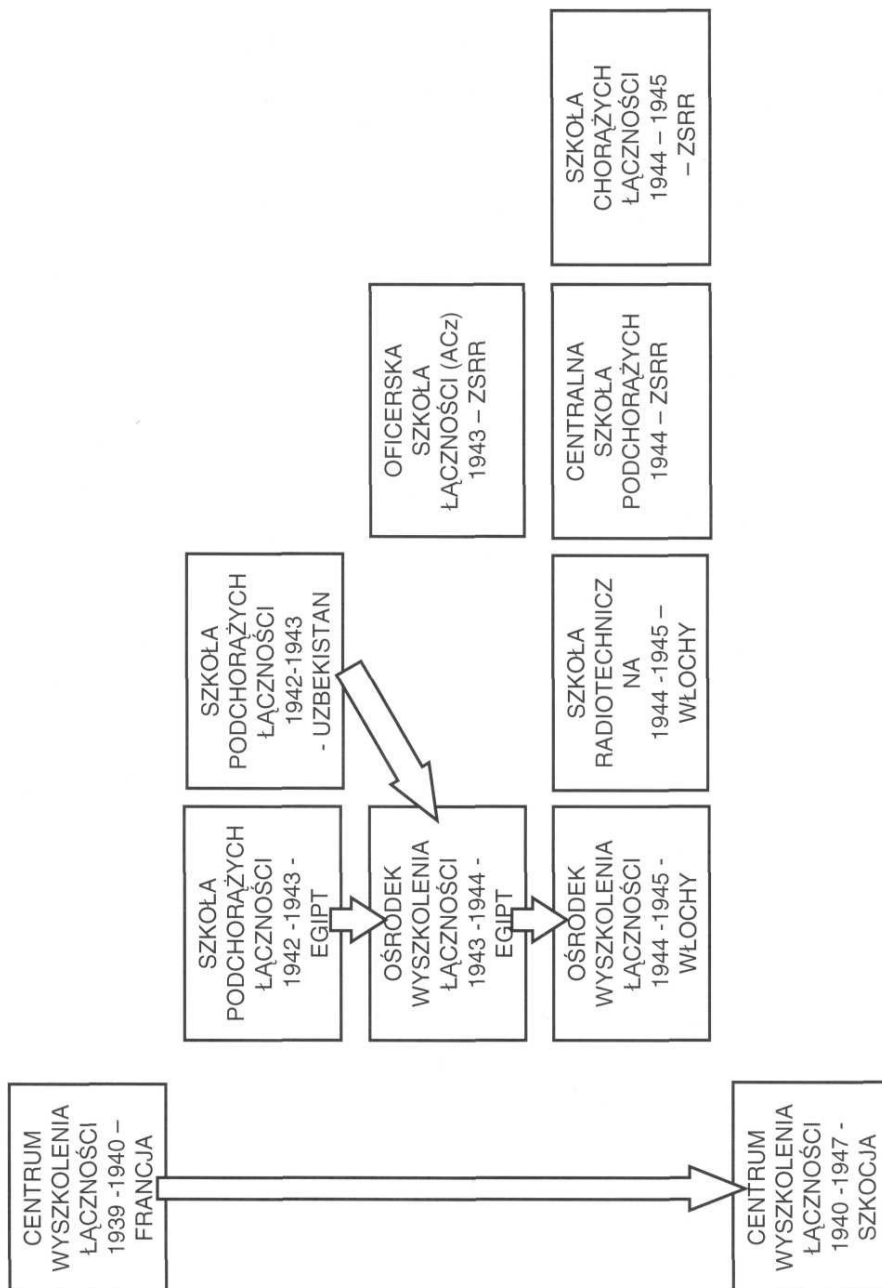 CENTRUM
WYSZKOLENIA
ŁĄCZNOŚCI
1939 -1940 –
FRANCJA
SZKOŁA
PODCHORĄŻYCH
ŁĄCZNOŚCI
1942 -1943 -
EGIPT
SZKOŁA
PODCHORĄŻYCH
ŁĄCZNOŚCI
1942-1943
- UZBEKISTAN
OŚRODEK
WYSZKOLENIA
ŁĄCZNOŚCI
1943 -1944 -
EGIPT
OFICERSKA
SZKOŁA
ŁĄCZNOŚCI (ACz)
1943 – ZSRR
OŚRODEK
WYSZKOLENIA
ŁĄCZNOŚCI
1944 -1945 -
WŁOCHY
SZKOŁA
RADIOTECHNICZ
NA
1944 -1945 –
WŁOCHY
CENTRALNA
SZKOŁA
PODCHORĄŻYCH
1944 – ZSRR
SZKOŁA
CHORĄŻYCH
ŁĄCZNOŚCI
1944 – 1945
– ZSRR
CENTRUM
WYSZKOLENIA
ŁĄCZNOŚCI
1940 -1947 -
SZKOCJA